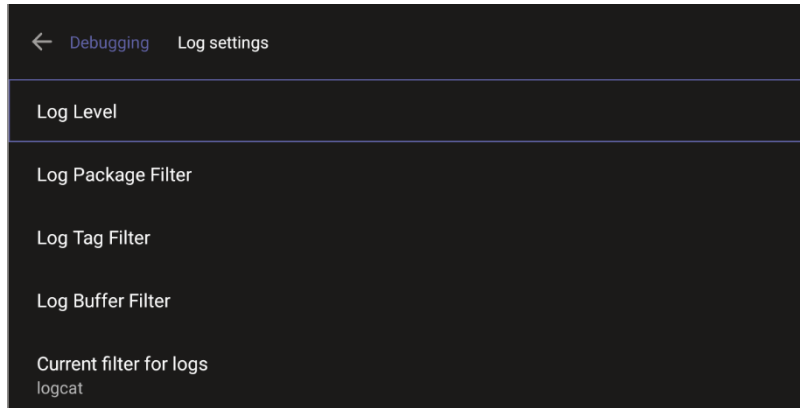 Debugging Log settings
Log Level
Log Package Filter
Log Tag Filter
Log Buffer Filter
Current filter for logs
logcat